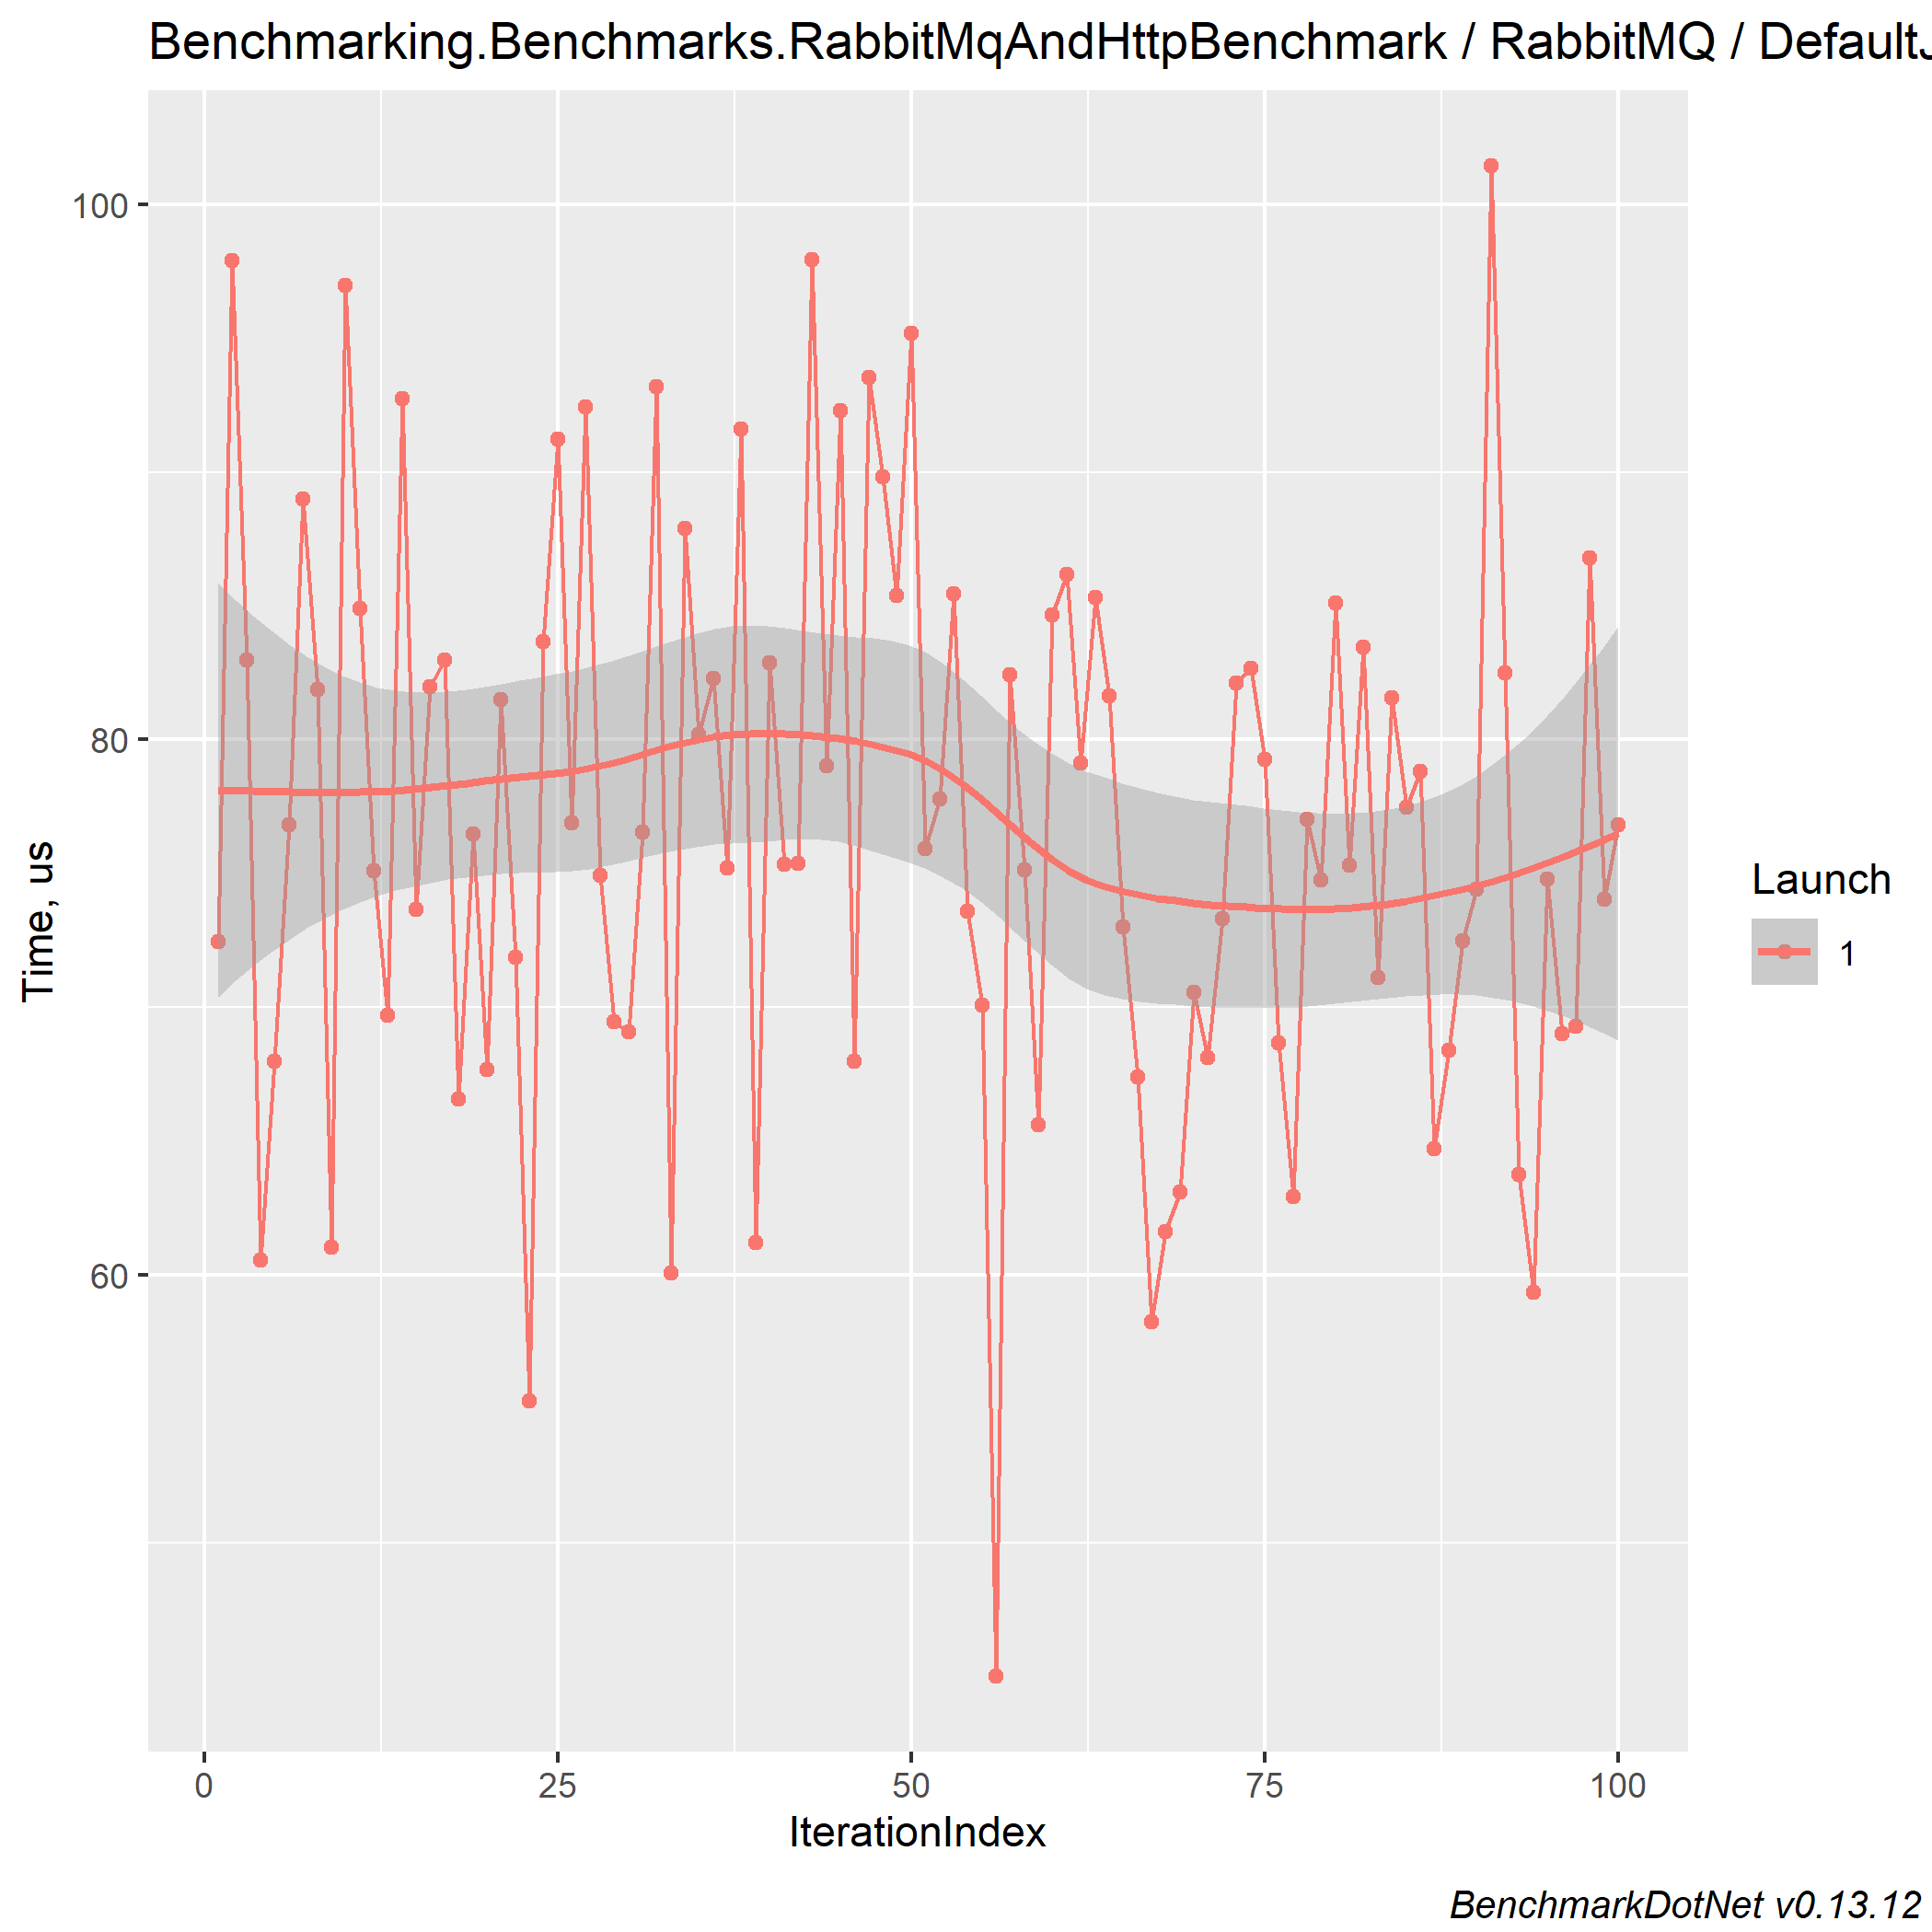 Benchmarking.Benchmarks.RabbitMqAndHttpBenchmark / RabbitMQ / DefaultJ
100
80
60
Time, us
0 25 50 75 100
IterationIndex
Launch
1
BenchmarkDotNet v0.13.12